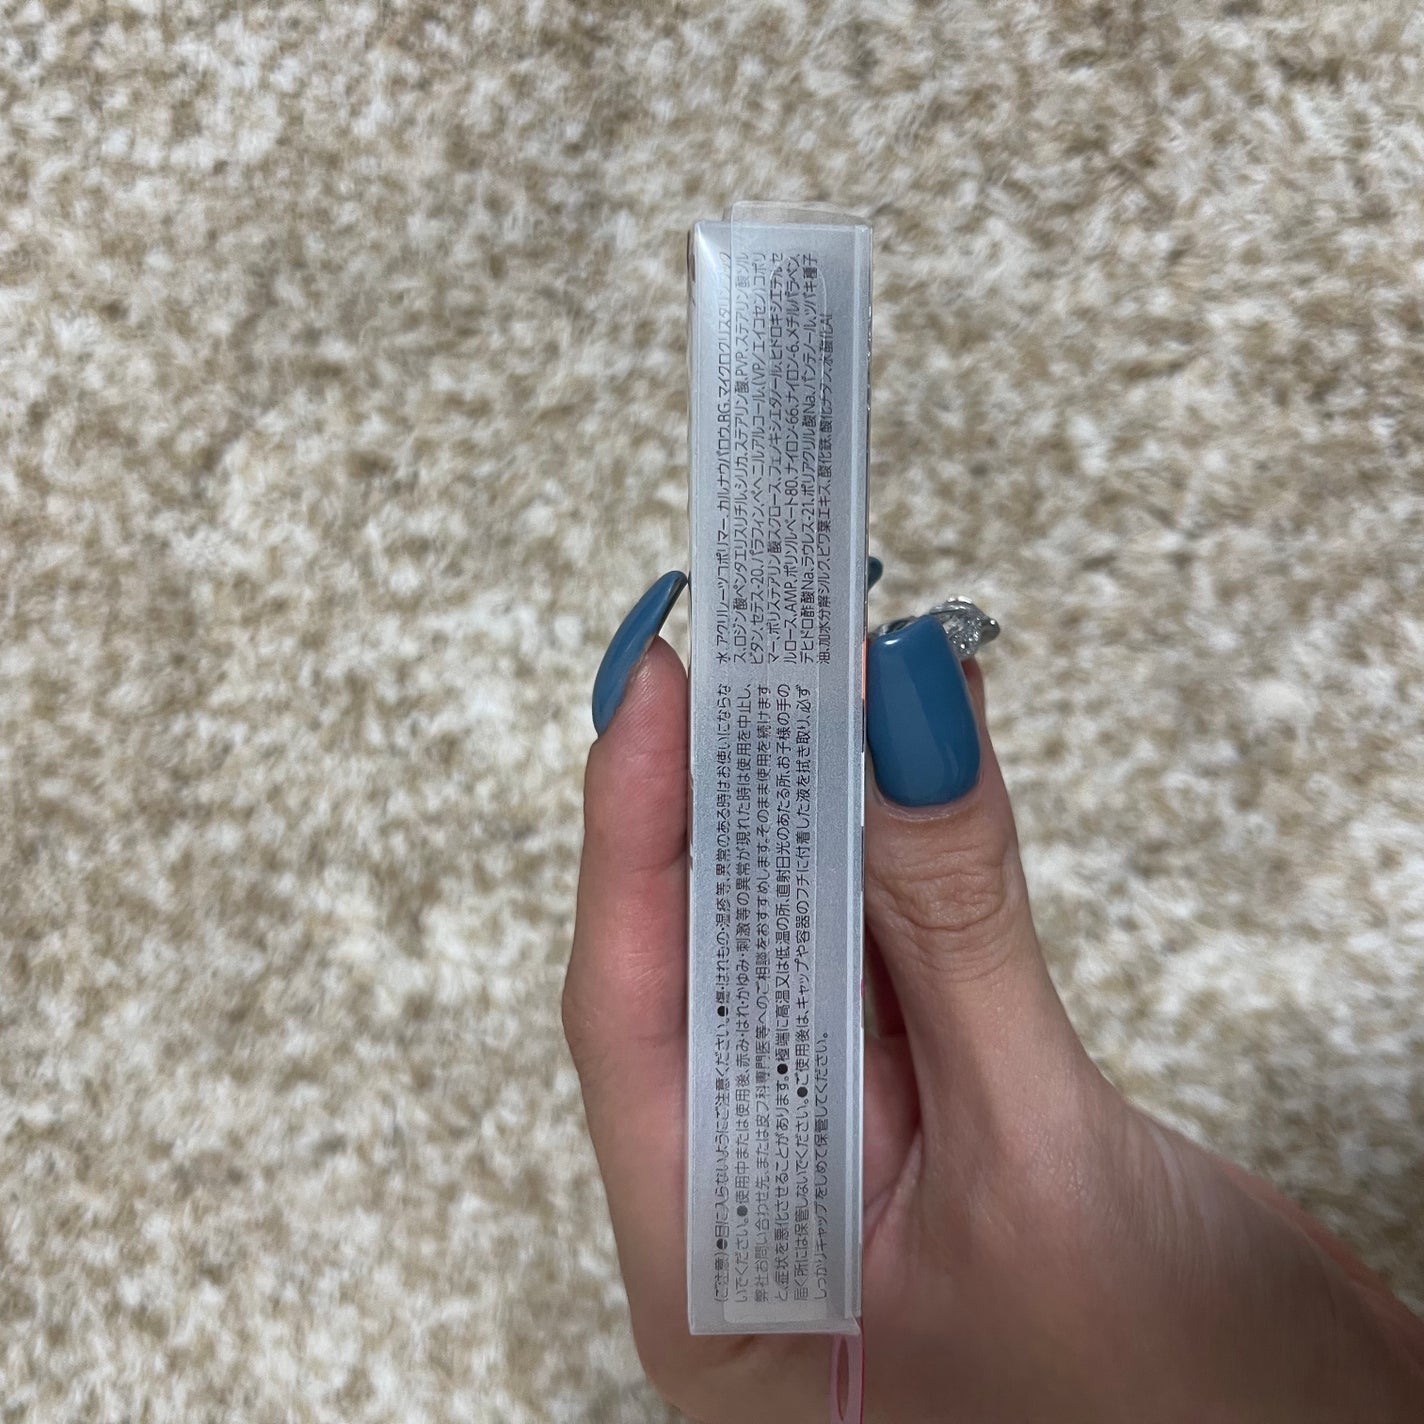 (ご注意)●目に入らないようにご注意ください。●傷・はれもの・湿疹等、異常のある時はお使いにならな
いでください。●使用中または使用後、赤み・はれ・かゆみ・刺激等の異常が現れた時は使用を中止し、
弊社お問い合わせ先、または皮フ科専門医等へのご相談をおすすめします。そのまま使用を続けます
と、症状を悪化させることがあります。●極端に高温又は低温の所、直射日光のあたる所、お子様の手の
届く所には保管しないでください。●ご使用後は、キャップや容器のフチに付着した液を拭き取り、必ず
しっかりキャップをしめて保管してください。
水、アクリレーツコポリマー、カルナウバロウ、BG、マイクロクリスタリンワック
ス、ロジン酸ペンタエリスリチル、シリカ、ステアリン酸、PVP、ステアリン酸ソル
ビタン、セテス-20、パラフィン、ベヘニルアルコール、(VP/エイコセン)コポリ
マー、ポリステアリン酸スクロース、フェノキシエタノール、ヒドロキシエチルセ
ルロース、AMP、ポリソルベート80、ナイロン-66、ナイロン-6、メチルパラベン、
デヒドロ酢酸Na、ラウレス-21、ポリアクリル酸Na、パンテノール、ツバキ種子
油、加水分解シルク、ビワ葉エキス、酸化鉄、酸化チタン、水酸化Al